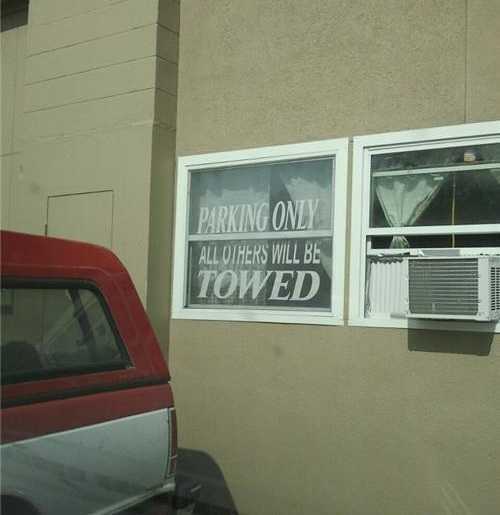 PARKING ONLY
ALL OTHERS WILL BE
TOWED